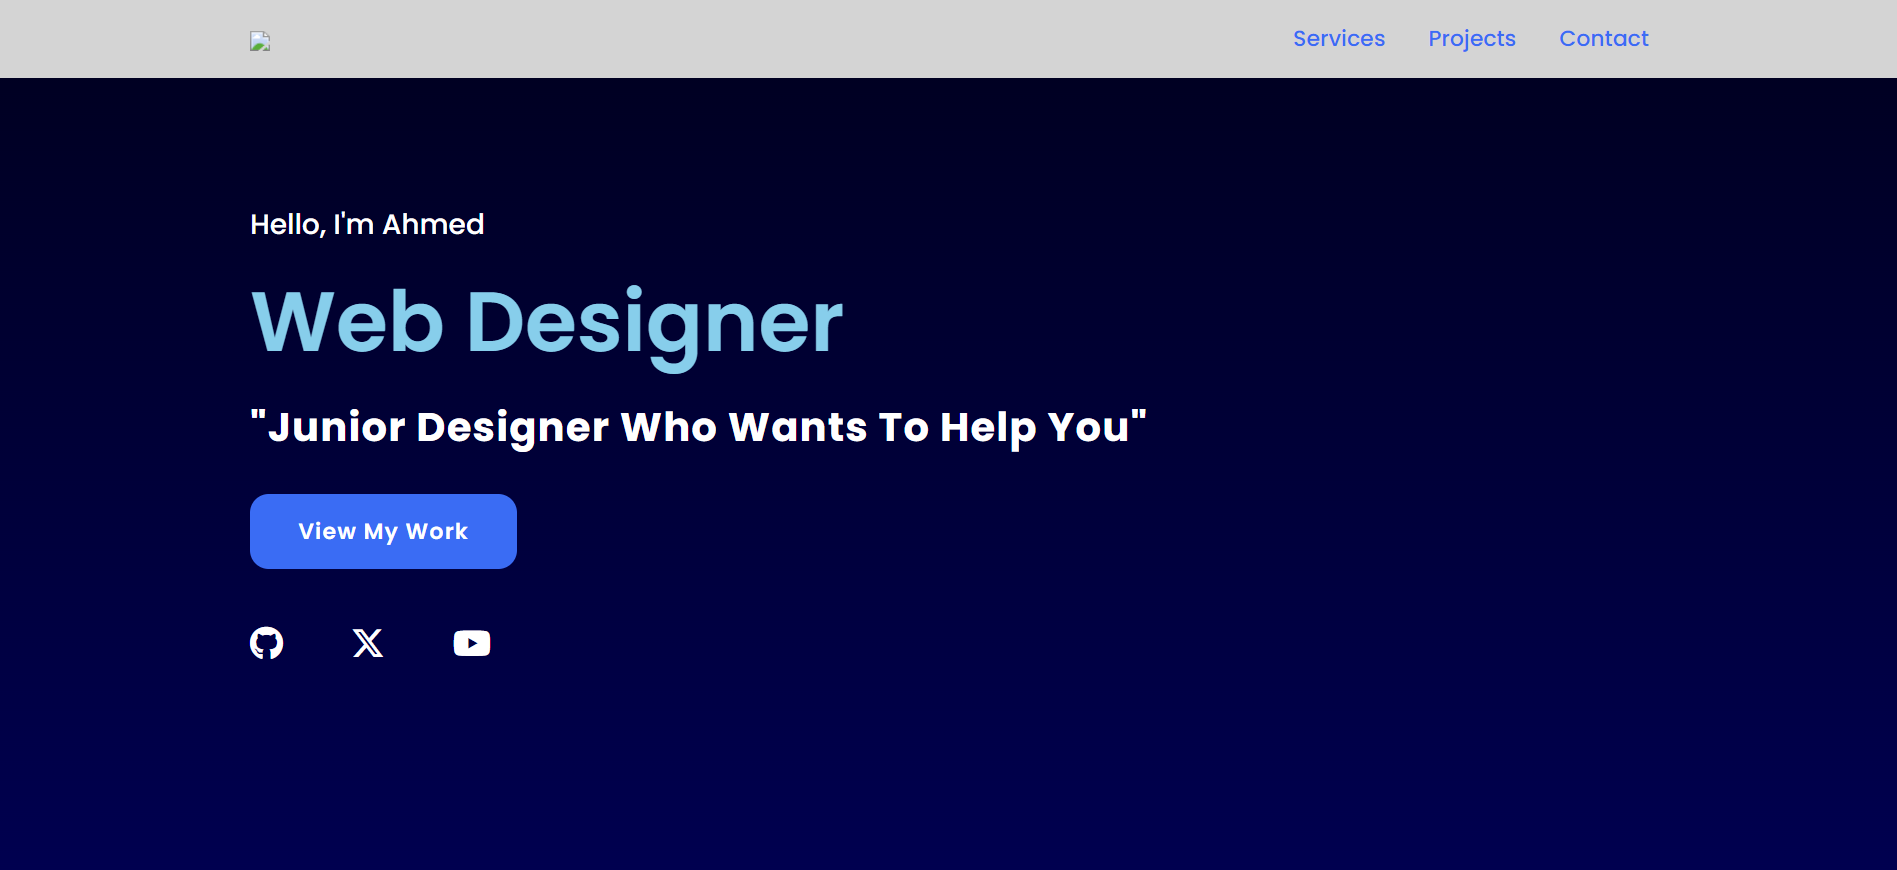 Services Projects Contact
Hello, I'm Ahmed
Web Designer
"Junior Designer Who Wants To Help You"
View My Work